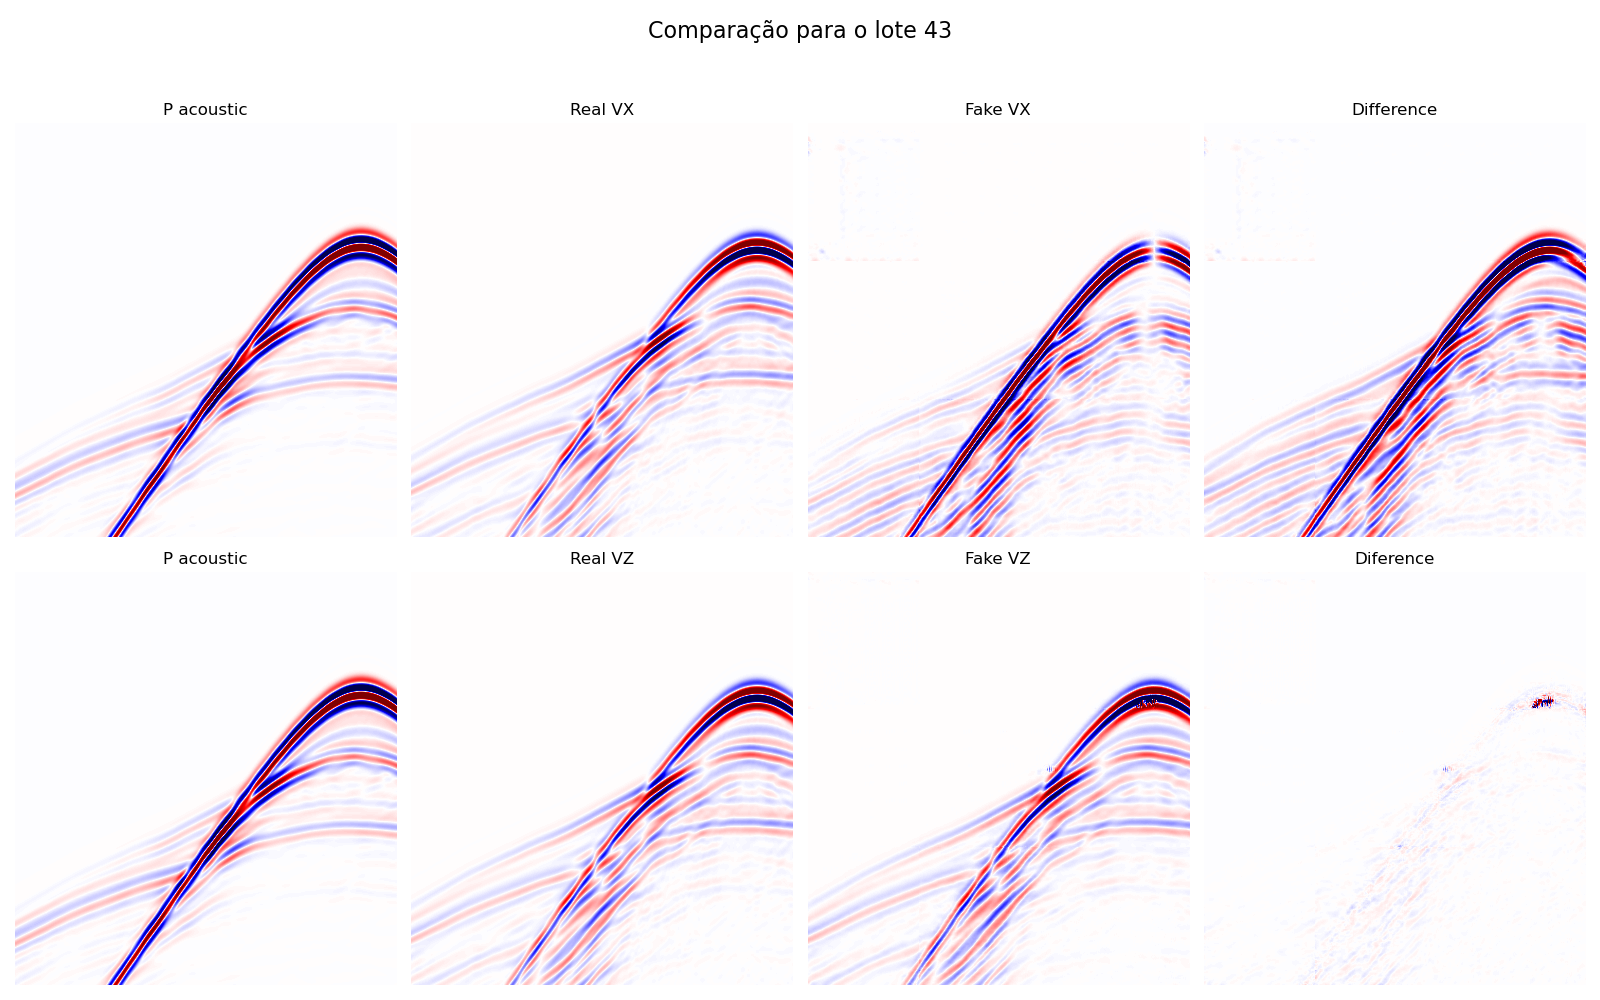 Comparação para o lote 43
P acoustic
Real VX
Fake VX
Difference
P acoustic
Real VZ
Fake VZ
Diference